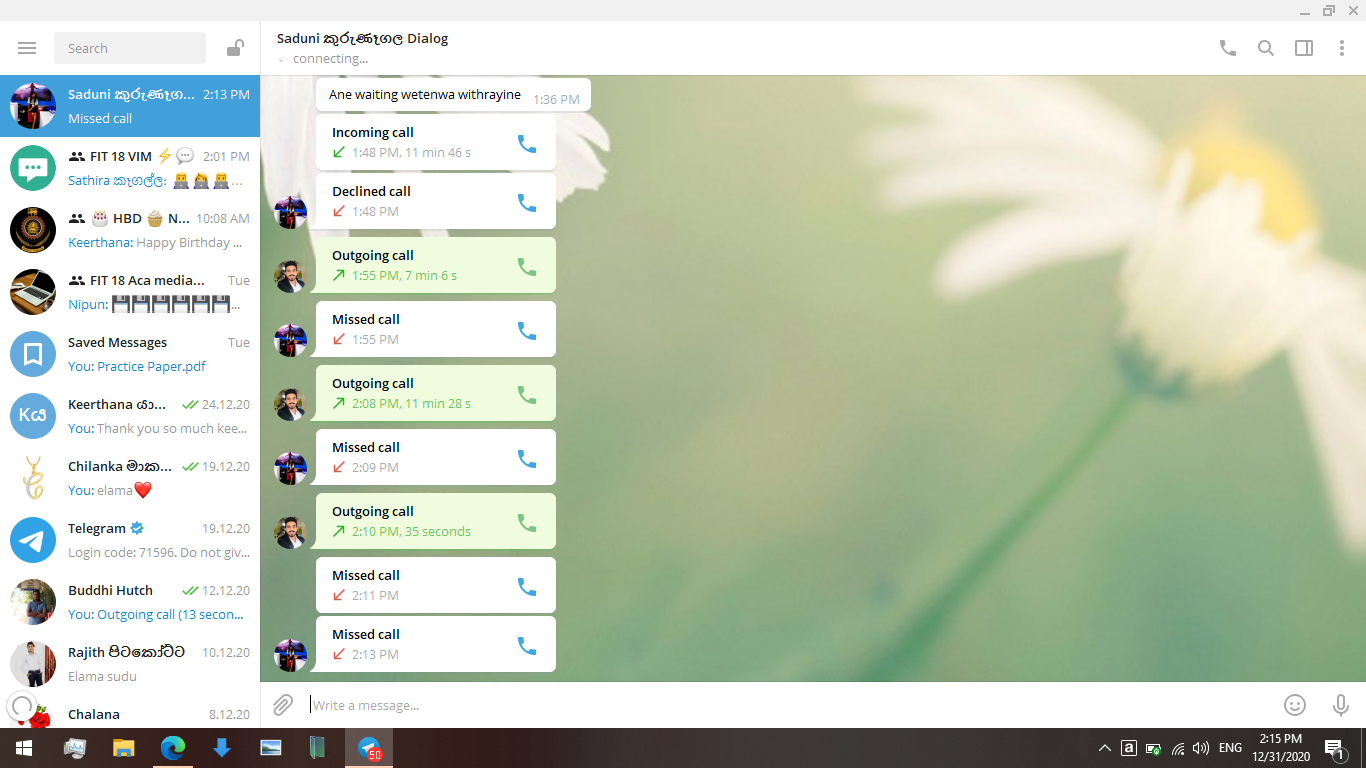 Search
Saduni කුරුණෑග... 2:13 PM
Missed call
FIT 18 VIM ⚡💬 2:01 PM
Sathira කෑගල්ල: 👨‍💻🙋👨‍💻...
🎂 HBD 🧁 N... 10:08 AM
Keerthana: Happy Birthday ...
FIT 18 Aca media... Tue
Nipun: 💾💾💾💾💾💾...
Saved Messages Tue
You: Practice Paper.pdf
Keerthana යා... 24.12.20
You: Thank you so much kee...
Kය
Chilanka මාක... 19.12.20
You: elama❤️
Telegram 19.12.20
Login code: 71596. Do not giv...
Buddhi Hutch 12.12.20
You: Outgoing call (13 secon...
Rajith පිටකෝට්ට 10.12.20
Elama sudu
Chalana 8.12.20
Saduni කුරුණෑගල Dialog
connecting...
Ane waiting wetenwa withrayine 1:36 PM
Incoming call
1:48 PM, 11 min 46 s
Declined call
1:48 PM
Outgoing call
1:55 PM, 7 min 6 s
Missed call
1:55 PM
Outgoing call
2:08 PM, 11 min 28 s
Missed call
2:09 PM
Outgoing call
2:10 PM, 35 seconds
Missed call
2:11 PM
Missed call
2:13 PM
Write a message...
50
a
ENG
2:15 PM
12/31/2020
1